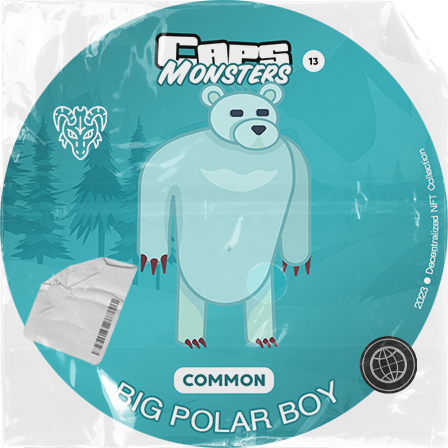 CAPS
MONSTERS
13
2023 ● Decentralized NFT Collection
COMMON
BIG POLAR BOY